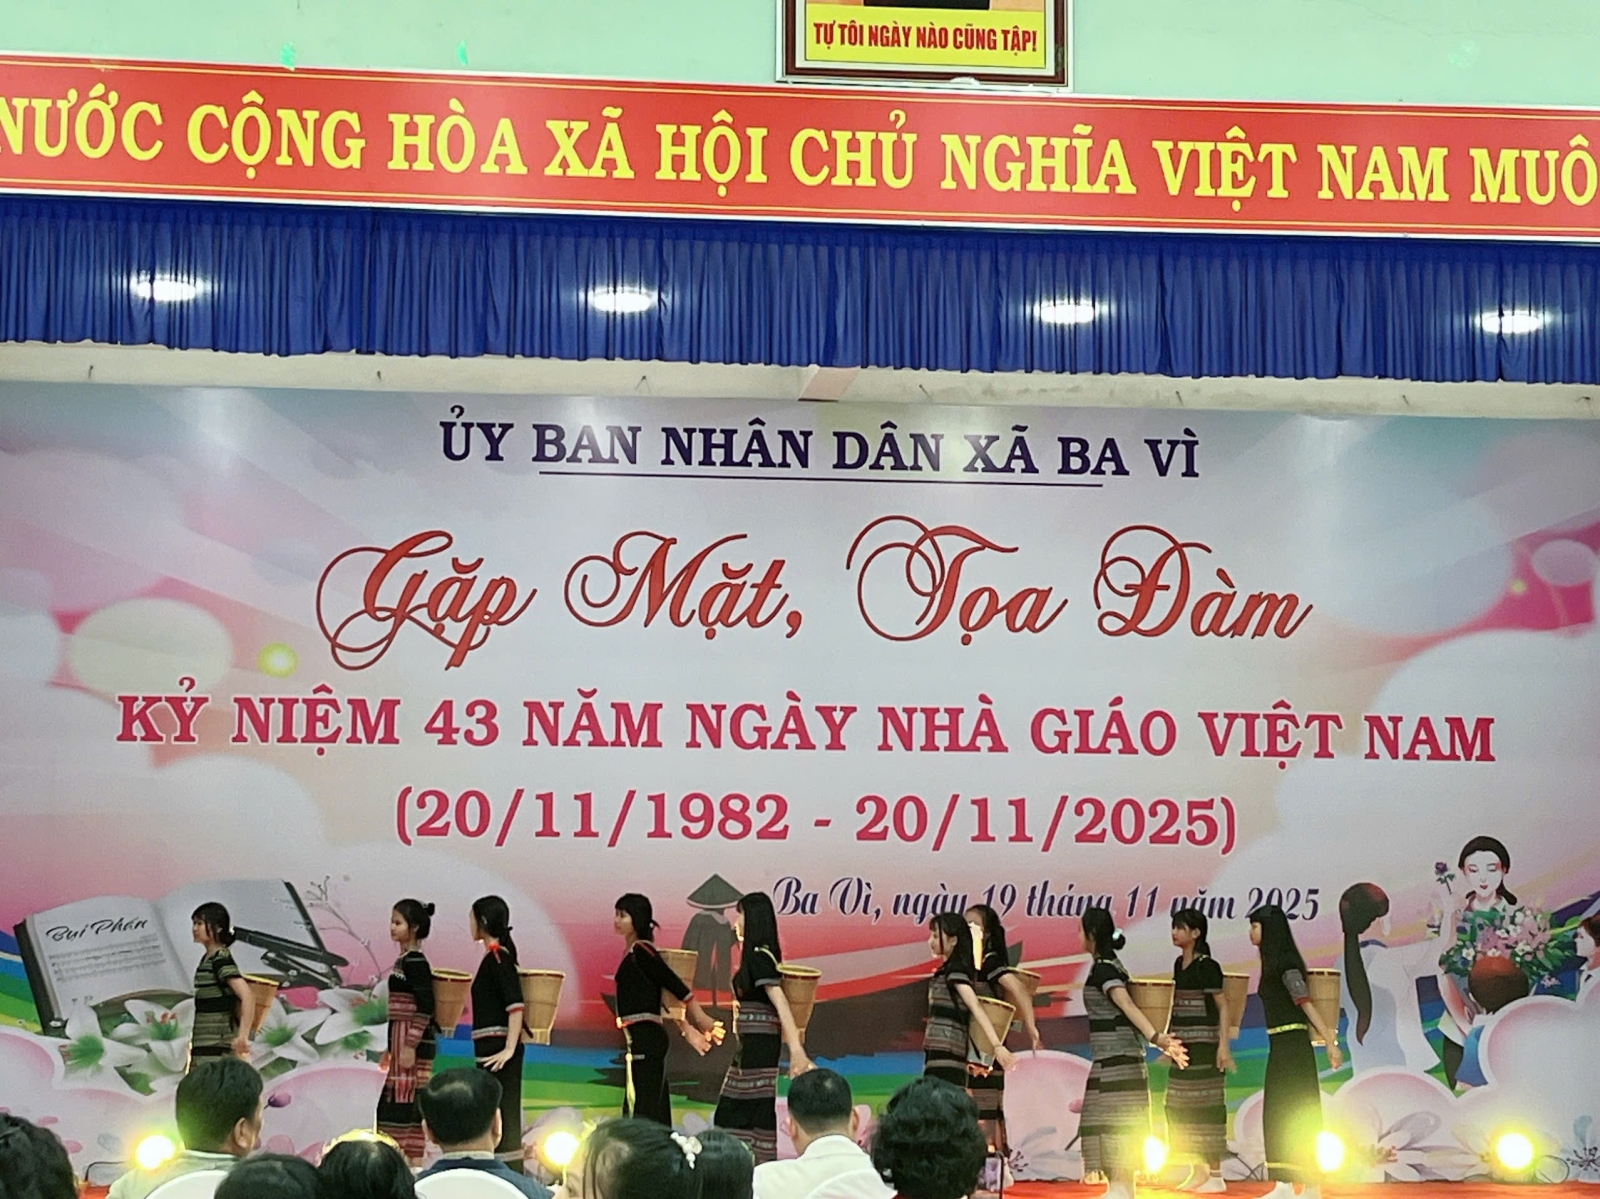 TỰ TÔI NGÀY NÀO CŨNG TẬP!
NƯỚC CỘNG HÒA XÃ HỘI CHỦ NGHĨA VIỆT NAM MUÔ
ỦY BAN NHÂN DÂN XÃ BA VÌ
Gặp Mặt, Tọa Đàm
KỶ NIỆM 43 NĂM NGÀY NHÀ GIÁO VIỆT NAM
(20/11/1982 - 20/11/2025)
Ba Vì, ngày 19 tháng 11 năm 2025
Bụi Phấn